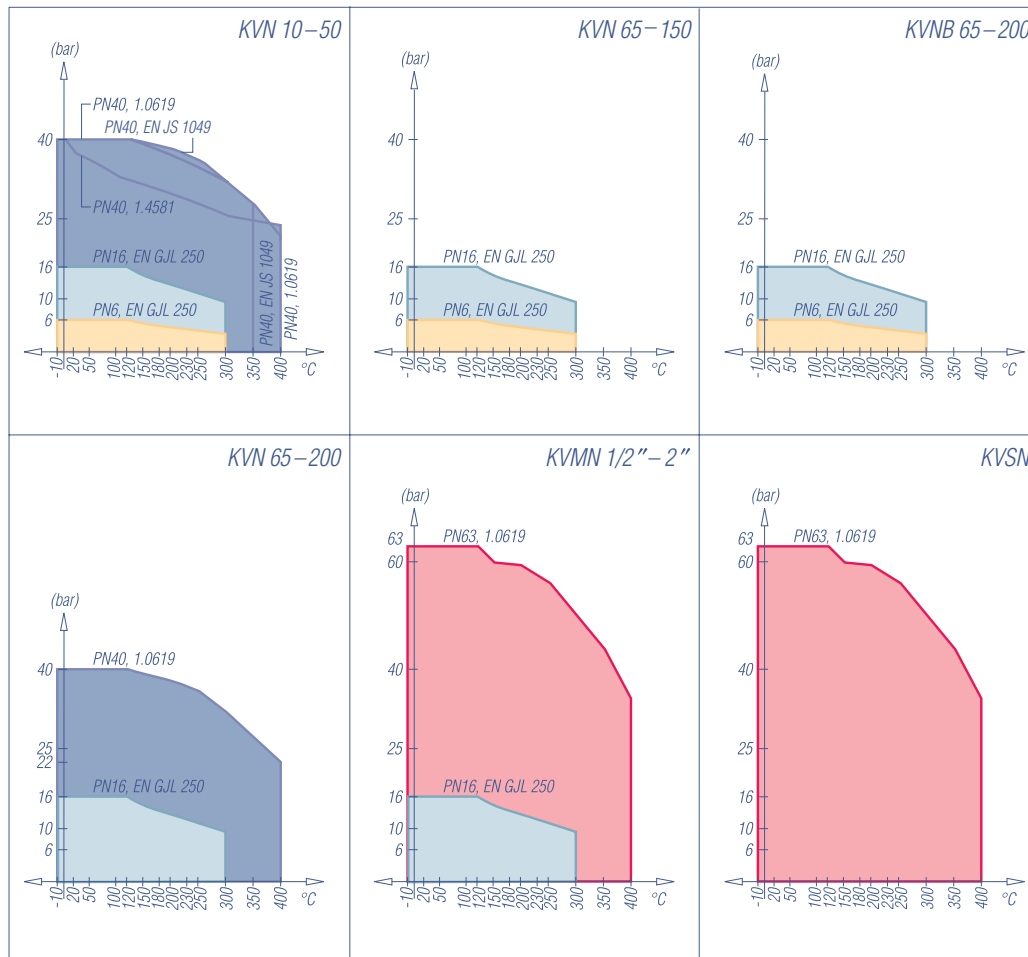 KVN 10–50
(bar)
PN40, 1.0619
PN40, EN JS 1049
40
PN40, 1.4581
25
PN16, EN GJL 250
16
10
PN6, EN GJL 250
6
PN40, EN JS 1049
PN40, 1.0619
-10 20 50 100 120 150 180 200 230 250 300 350 400 °C
KVN 65–150
(bar)
40
25
PN16, EN GJL 250
16
10
PN6, EN GJL 250
6
-10 20 50 100 120 150 180 200 230 250 300 350 400 °C
KVNB 65–200
(bar)
40
25
PN16, EN GJL 250
16
10
PN6, EN GJL 250
6
-10 20 50 100 120 150 180 200 230 250 300 350 400 °C
KVN 65–200
(bar)
PN40, 1.0619
40
25
22
PN16, EN GJL 250
16
10
6
-10 20 50 100 120 150 180 200 230 250 300 350 400 °C
KVMN 1/2″–2″
(bar)
63
PN63, 1.0619
60
40
25
PN16, EN GJL 250
16
10
6
-10 20 50 100 120 150 180 200 230 250 300 350 400 °C
KVSN
(bar)
63
PN63, 1.0619
60
40
25
16
10
6
-10 20 50 100 120 150 180 200 230 250 300 350 400 °C